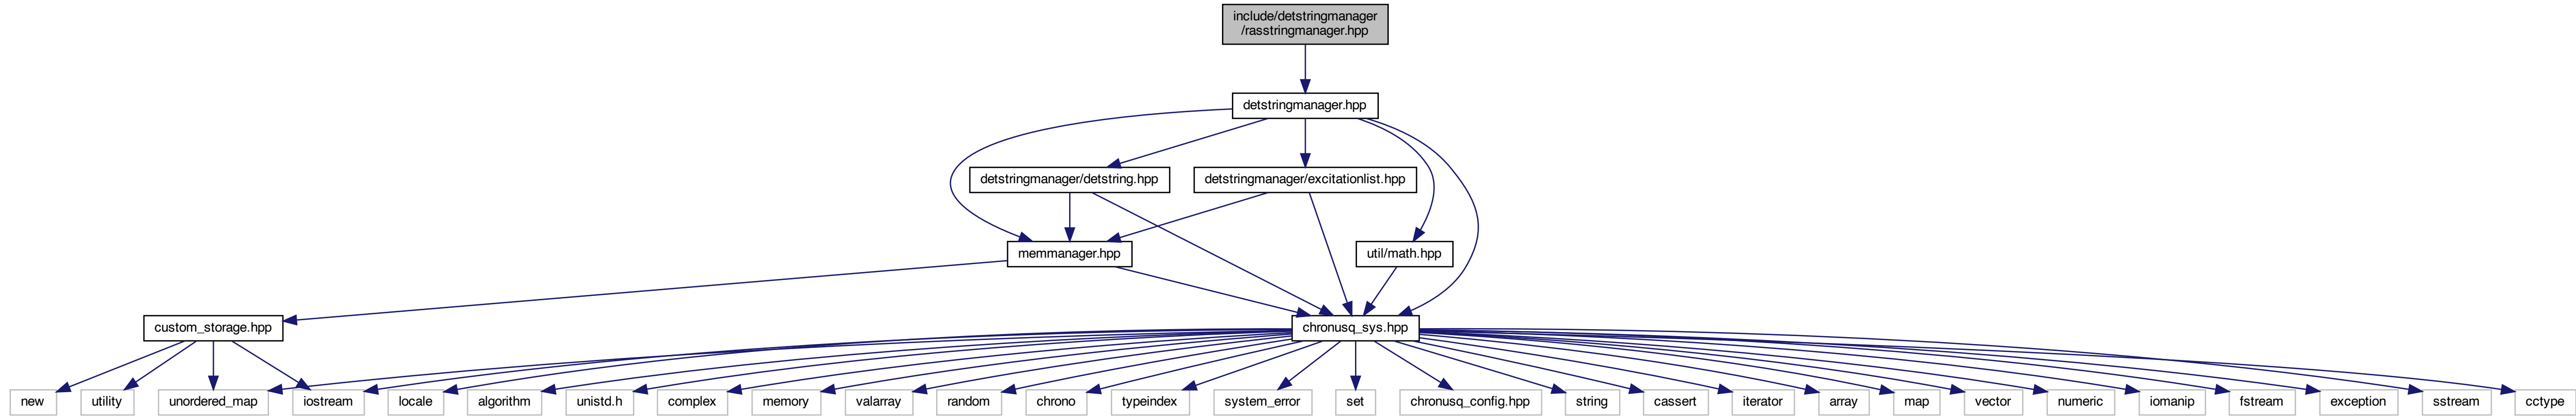 include/detstringmanager
/rasstringmanager.hpp
detstringmanager.hpp
detstringmanager/detstring.hpp
detstringmanager/excitationlist.hpp
memmanager.hpp
util/math.hpp
custom_storage.hpp
chronusq_sys.hpp
new
utility
unordered_map
iostream
locale
algorithm
unistd.h
complex
memory
valarray
random
chrono
typeindex
system_error
set
chronusq_config.hpp
string
cassert
iterator
array
map
vector
numeric
iomanip
fstream
exception
sstream
cctype